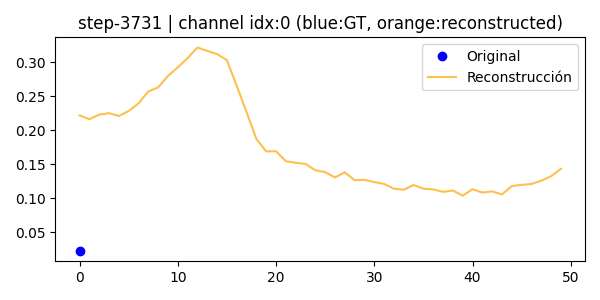 step-3731 | channel idx:0 (blue:GT, orange:reconstructed)
Original
Reconstrucción
0.30
0.25
0.20
0.15
0.10
0.05
0 10 20 30 40 50